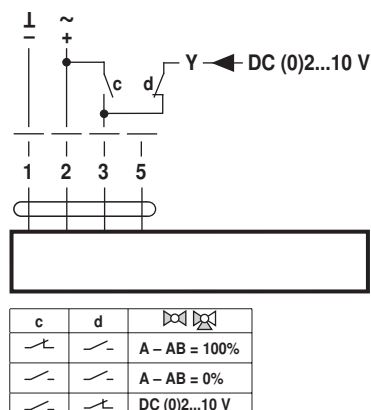 ⊥ ~
– +
c d Y DC (0)2...10 V
1 2 3 5
c d
A – AB = 100%
A – AB = 0%
DC (0)2...10 V